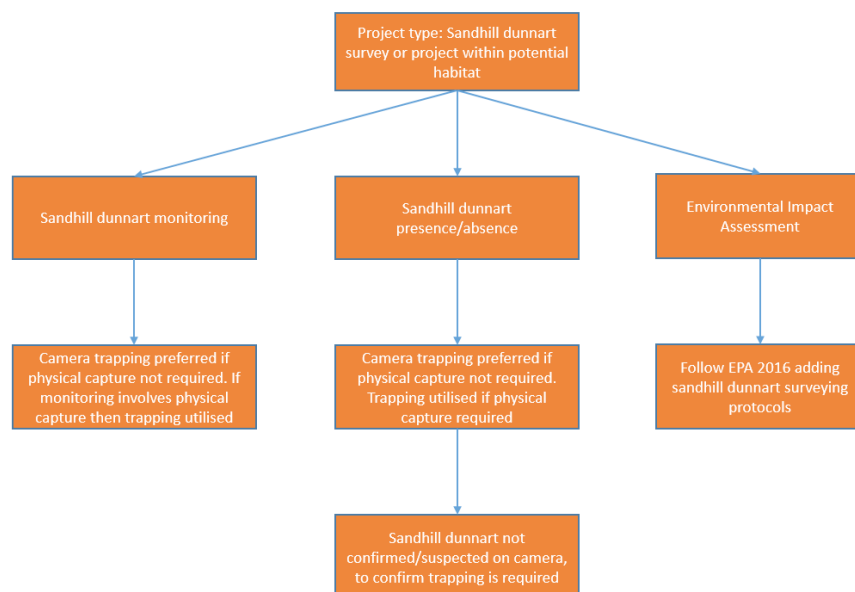 Project type: Sandhill dunnart
survey or project within potential
habitat
Sandhill dunnart monitoring
Sandhill dunnart
presence/absence
Environmental Impact
Assessment
Camera trapping preferred if
physical capture not required. If
monitoring involves physical
capture then trapping utilised
Camera trapping preferred if
physical capture not required.
Trapping utilised if physical
capture required
Follow EPA 2016 adding
sandhill dunnart surveying
protocols
Sandhill dunnart not
confirmed/suspected on camera,
to confirm trapping is required